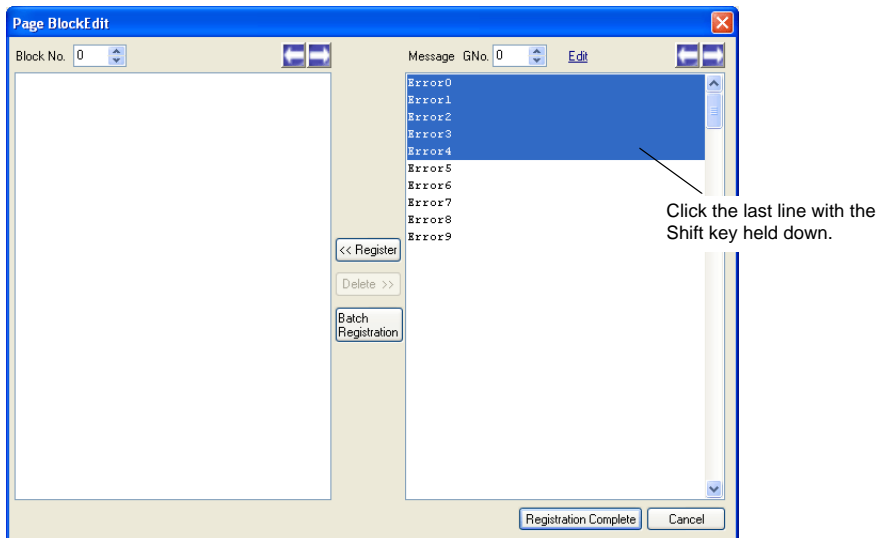 Page BlockEdit
Block No. 0
Message GNo. 0 Edit
Error0
Error1
Error2
Error3
Error4
Error5
Error6
Error7
Error8
Error9
Click the last line with the
Shift key held down.
<< Register
Delete >>
Batch
Registration
Registration Complete Cancel